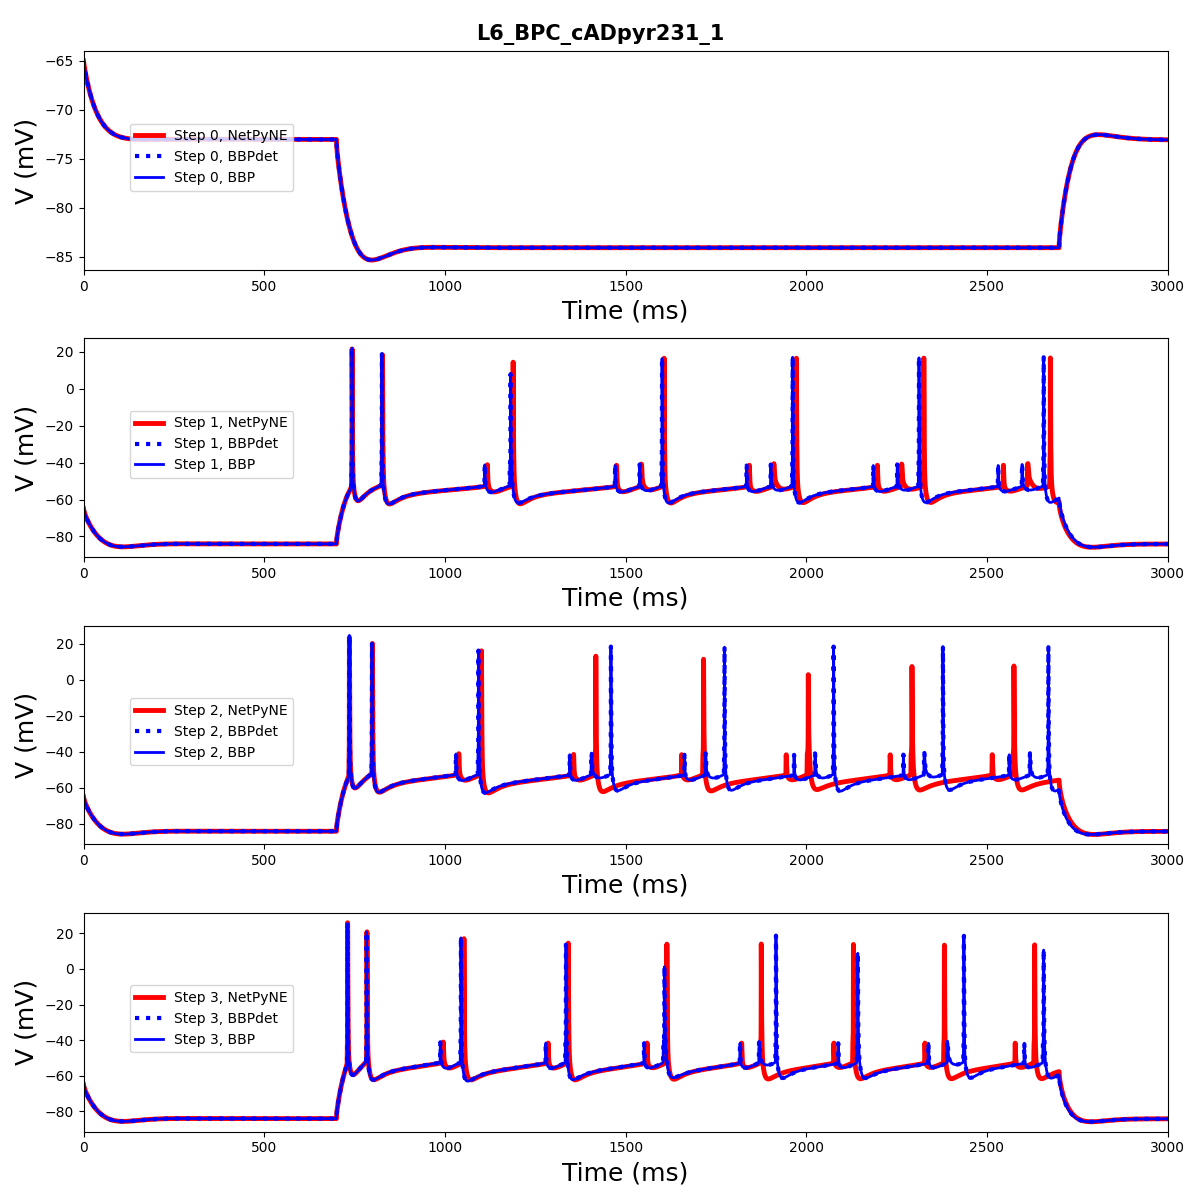 L6_BPC_cADpyr231_1
−65
−70
−75
−80
−85
V (mV)
Step 0, NetPyNE
Step 0, BBPdet
Step 0, BBP
0 500 1000 1500 2000 2500 3000
Time (ms)
20
0
−20
−40
−60
−80
V (mV)
Step 1, NetPyNE
Step 1, BBPdet
Step 1, BBP
0 500 1000 1500 2000 2500 3000
Time (ms)
20
0
−20
−40
−60
−80
V (mV)
Step 2, NetPyNE
Step 2, BBPdet
Step 2, BBP
0 500 1000 1500 2000 2500 3000
Time (ms)
20
0
−20
−40
−60
−80
V (mV)
Step 3, NetPyNE
Step 3, BBPdet
Step 3, BBP
0 500 1000 1500 2000 2500 3000
Time (ms)